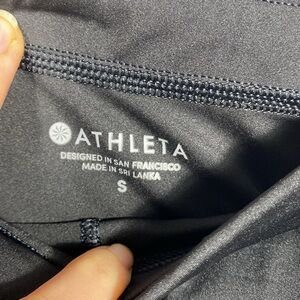 ATHLETA
DESIGNED IN SAN FRANCISCO
MADE IN SRI LANKA
S